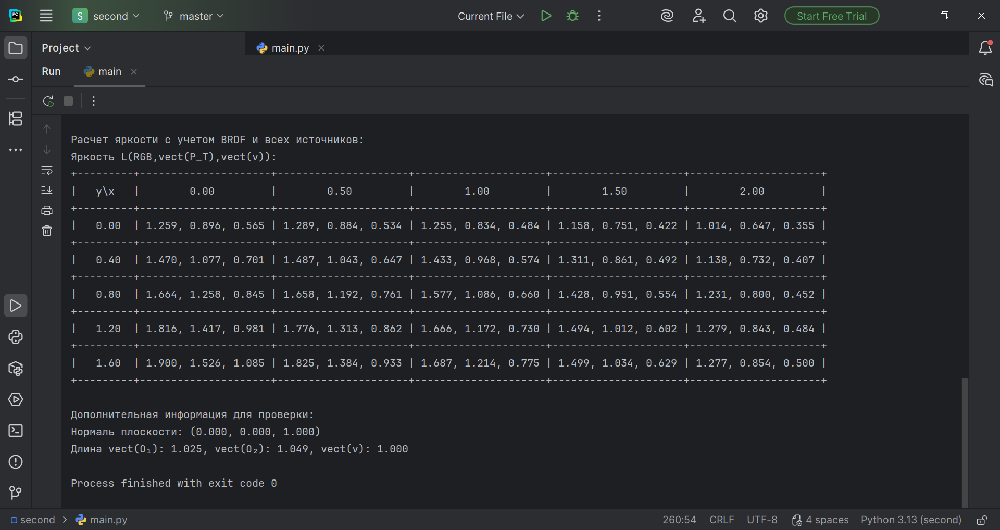 S second master Current File Start Free Trial
Project main.py
Run main
Расчет яркости с учетом BRDF и всех источников:
Яркость L(RGB,vect(P_T),vect(v)):
+---------+---------------------+---------------------+---------------------+---------------------+---------------------+
| y\x | 0.00 | 0.50 | 1.00 | 1.50 | 2.00 |
+---------+---------------------+---------------------+---------------------+---------------------+---------------------+
| 0.00 | 1.259, 0.896, 0.565 | 1.289, 0.884, 0.534 | 1.255, 0.834, 0.484 | 1.158, 0.751, 0.422 | 1.014, 0.647, 0.355 |
+---------+---------------------+---------------------+---------------------+---------------------+---------------------+
| 0.40 | 1.470, 1.077, 0.701 | 1.487, 1.043, 0.647 | 1.433, 0.968, 0.574 | 1.311, 0.861, 0.492 | 1.138, 0.732, 0.407 |
+---------+---------------------+---------------------+---------------------+---------------------+---------------------+
| 0.80 | 1.664, 1.258, 0.845 | 1.658, 1.192, 0.761 | 1.577, 1.086, 0.660 | 1.428, 0.951, 0.554 | 1.231, 0.800, 0.452 |
+---------+---------------------+---------------------+---------------------+---------------------+---------------------+
| 1.20 | 1.816, 1.417, 0.981 | 1.776, 1.313, 0.862 | 1.666, 1.172, 0.730 | 1.494, 1.012, 0.602 | 1.279, 0.843, 0.484 |
+---------+---------------------+---------------------+---------------------+---------------------+---------------------+
| 1.60 | 1.900, 1.526, 1.085 | 1.825, 1.384, 0.933 | 1.687, 1.214, 0.775 | 1.499, 1.034, 0.629 | 1.277, 0.854, 0.500 |
+---------+---------------------+---------------------+---------------------+---------------------+---------------------+
Дополнительная информация для проверки:
Нормаль плоскости: (0.000, 0.000, 1.000)
Длина vect(O₁): 1.025, vect(O₂): 1.049, vect(v): 1.000
Process finished with exit code 0
second > main.py 260:54 CRLF UTF-8 4 spaces Python 3.13 (second)